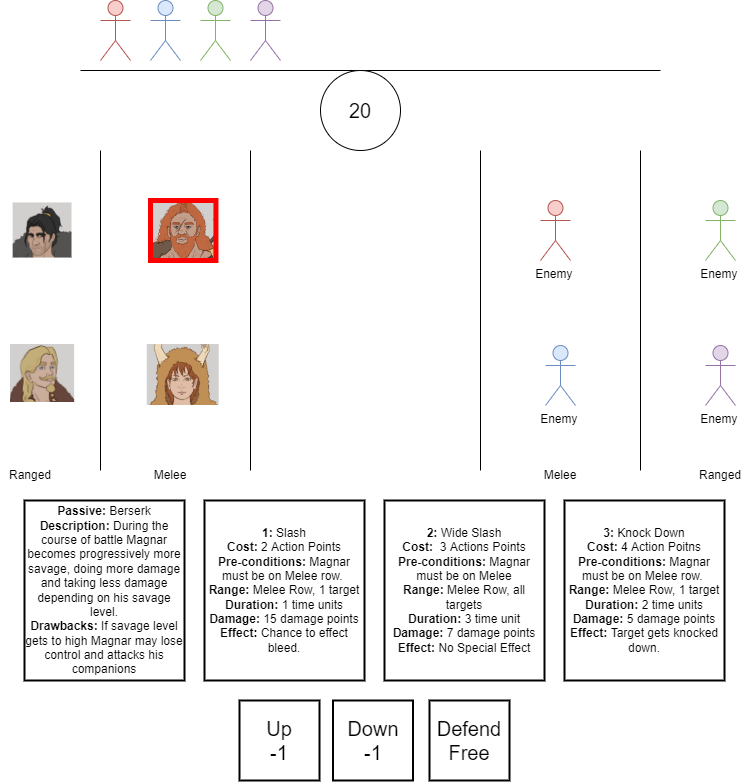 20
Enemy
Enemy
Enemy
Enemy
Ranged
Melee
Melee
Ranged
Passive: Berserk
Description: During the
course of battle Magnar
becomes progressively more
savage, doing more damage
and taking less damage
depending on his savage
level.
Drawbacks: If savage level
gets to high Magnar may lose
control and attacks his
companions
1: Slash
Cost: 2 Action Points
Pre-conditions: Magnar
must be on Melee row.
Range: Melee Row, 1 target
Duration: 1 time units
Damage: 15 damage points
Effect: Chance to effect
bleed.
2: Wide Slash
Cost: 3 Actions Points
Pre-conditions: Magnar
must be on Melee
Range: Melee Row, all
targets
Duration: 3 time unit
Damage: 7 damage points
Effect: No Special Effect
3: Knock Down
Cost: 4 Action Poitns
Pre-conditions: Magnar
must be on Melee row.
Range: Melee Row, 1 target
Duration: 2 time units
Damage: 5 damage points
Effect: Target gets knocked
down.
Up
-1
Down
-1
Defend
Free